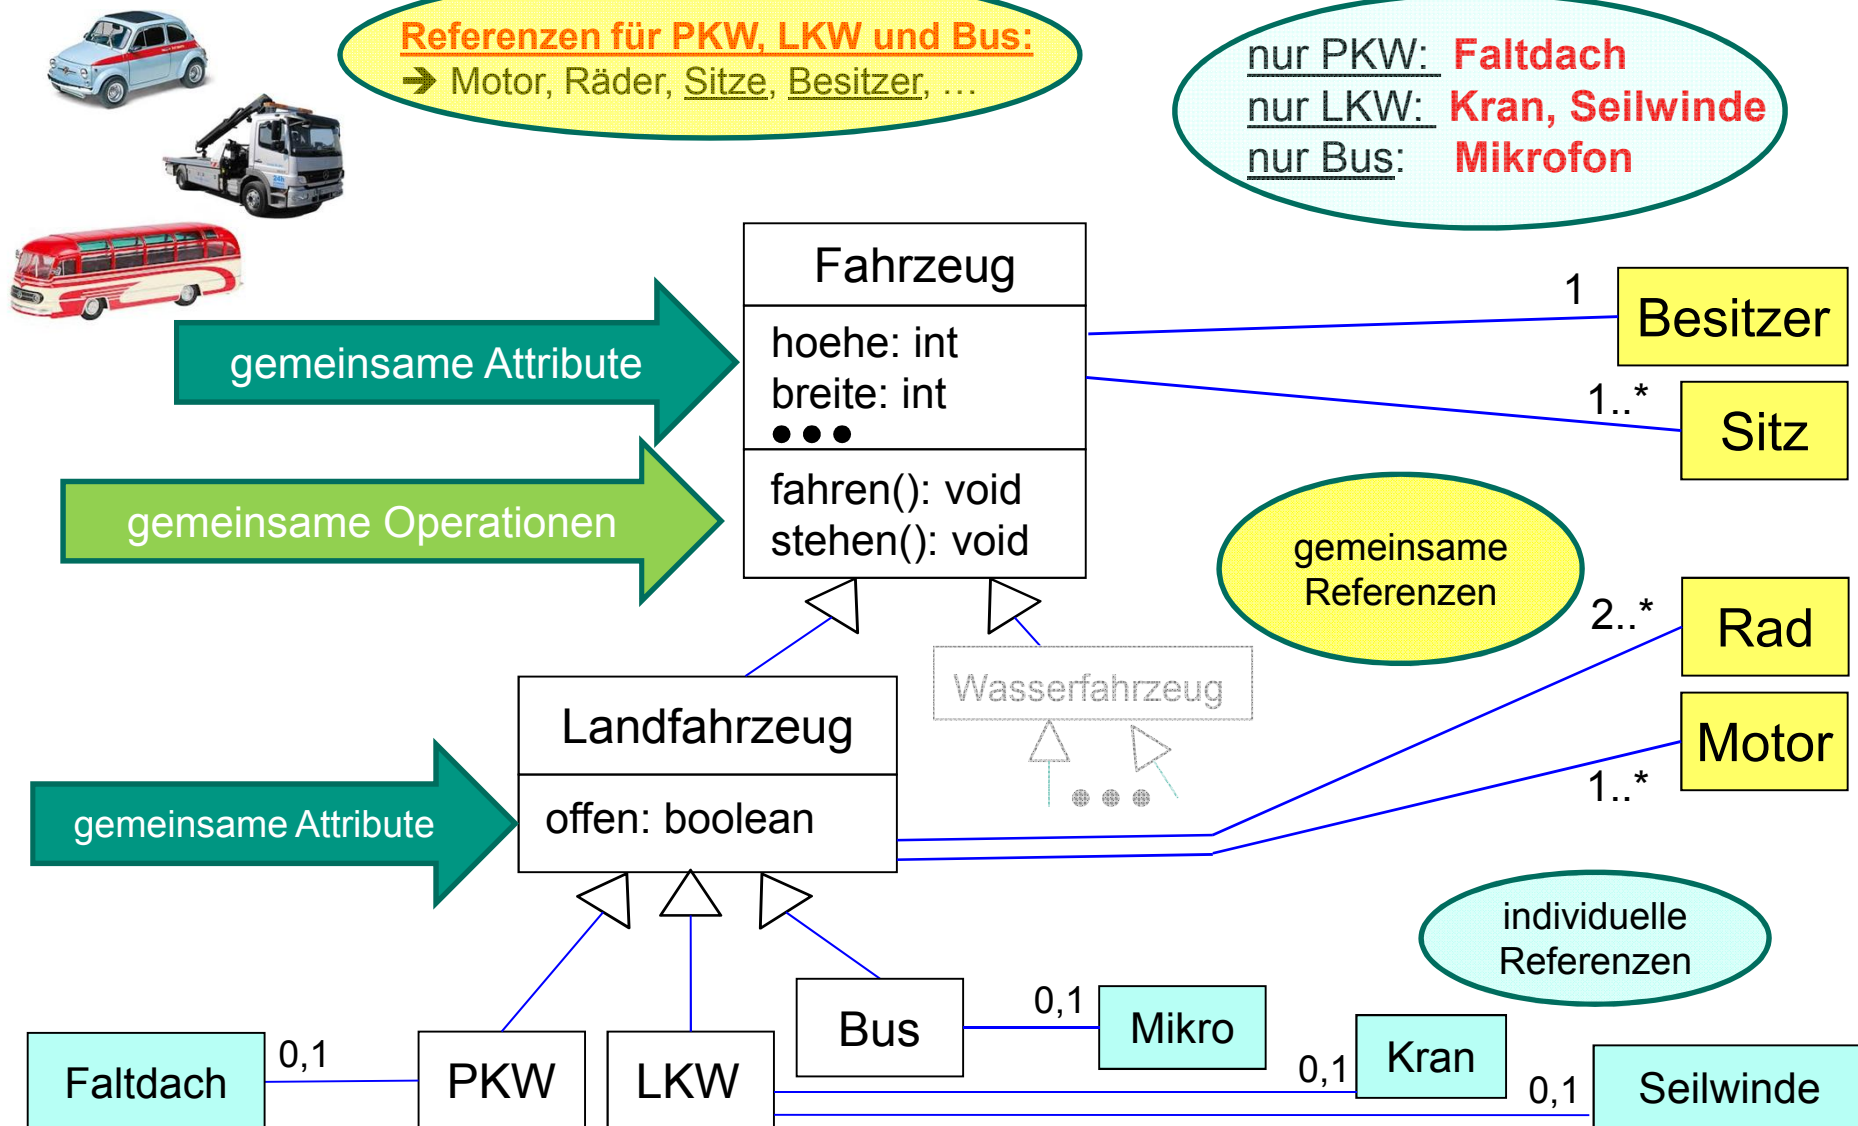 Referenzen für PKW, LKW und Bus:
➔ Motor, Räder, Sitze, Besitzer, …
nur PKW: Faltdach
nur LKW: Kran, Seilwinde
nur Bus: Mikrofon
Fahrzeug
hoehe: int
breite: int
●●●
fahren(): void
stehen(): void
gemeinsame Attribute
gemeinsame Operationen
1
Besitzer
1..*
Sitz
gemeinsame
Referenzen
2..*
Rad
Motor
1..*
Wasserfahrzeug
●●●
Landfahrzeug
offen: boolean
gemeinsame Attribute
individuelle
Referenzen
Faltdach
0,1
PKW
LKW
Bus
0,1
Mikro
0,1
Kran
0,1
Seilwinde